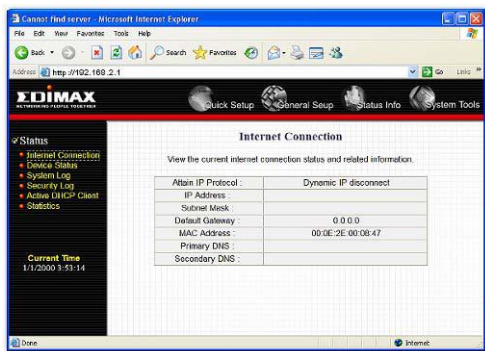 Cannot find server - Microsoft Internet Explorer
File Edit View Favorites Tools Help
Back Search Favorites
Address http://192.168.2.1 Go Links »
EDIMAX
NETWORKING PEOPLE TOGETHER
Quick Setup General Seup Status Info System Tools
Status
Internet Connection
Device Status
System Log
Security Log
Active DHCP Client
Statistics
Current Time
1/1/2000 3:53:14
Internet Connection
View the current internet connection status and related information.
Attain IP Protocol : Dynamic IP disconnect
IP Address :
Subnet Mask :
Default Gateway : 0.0.0.0
MAC Address : 00:0E:2E:00:08:47
Primary DNS :
Secondary DNS :
Done Internet